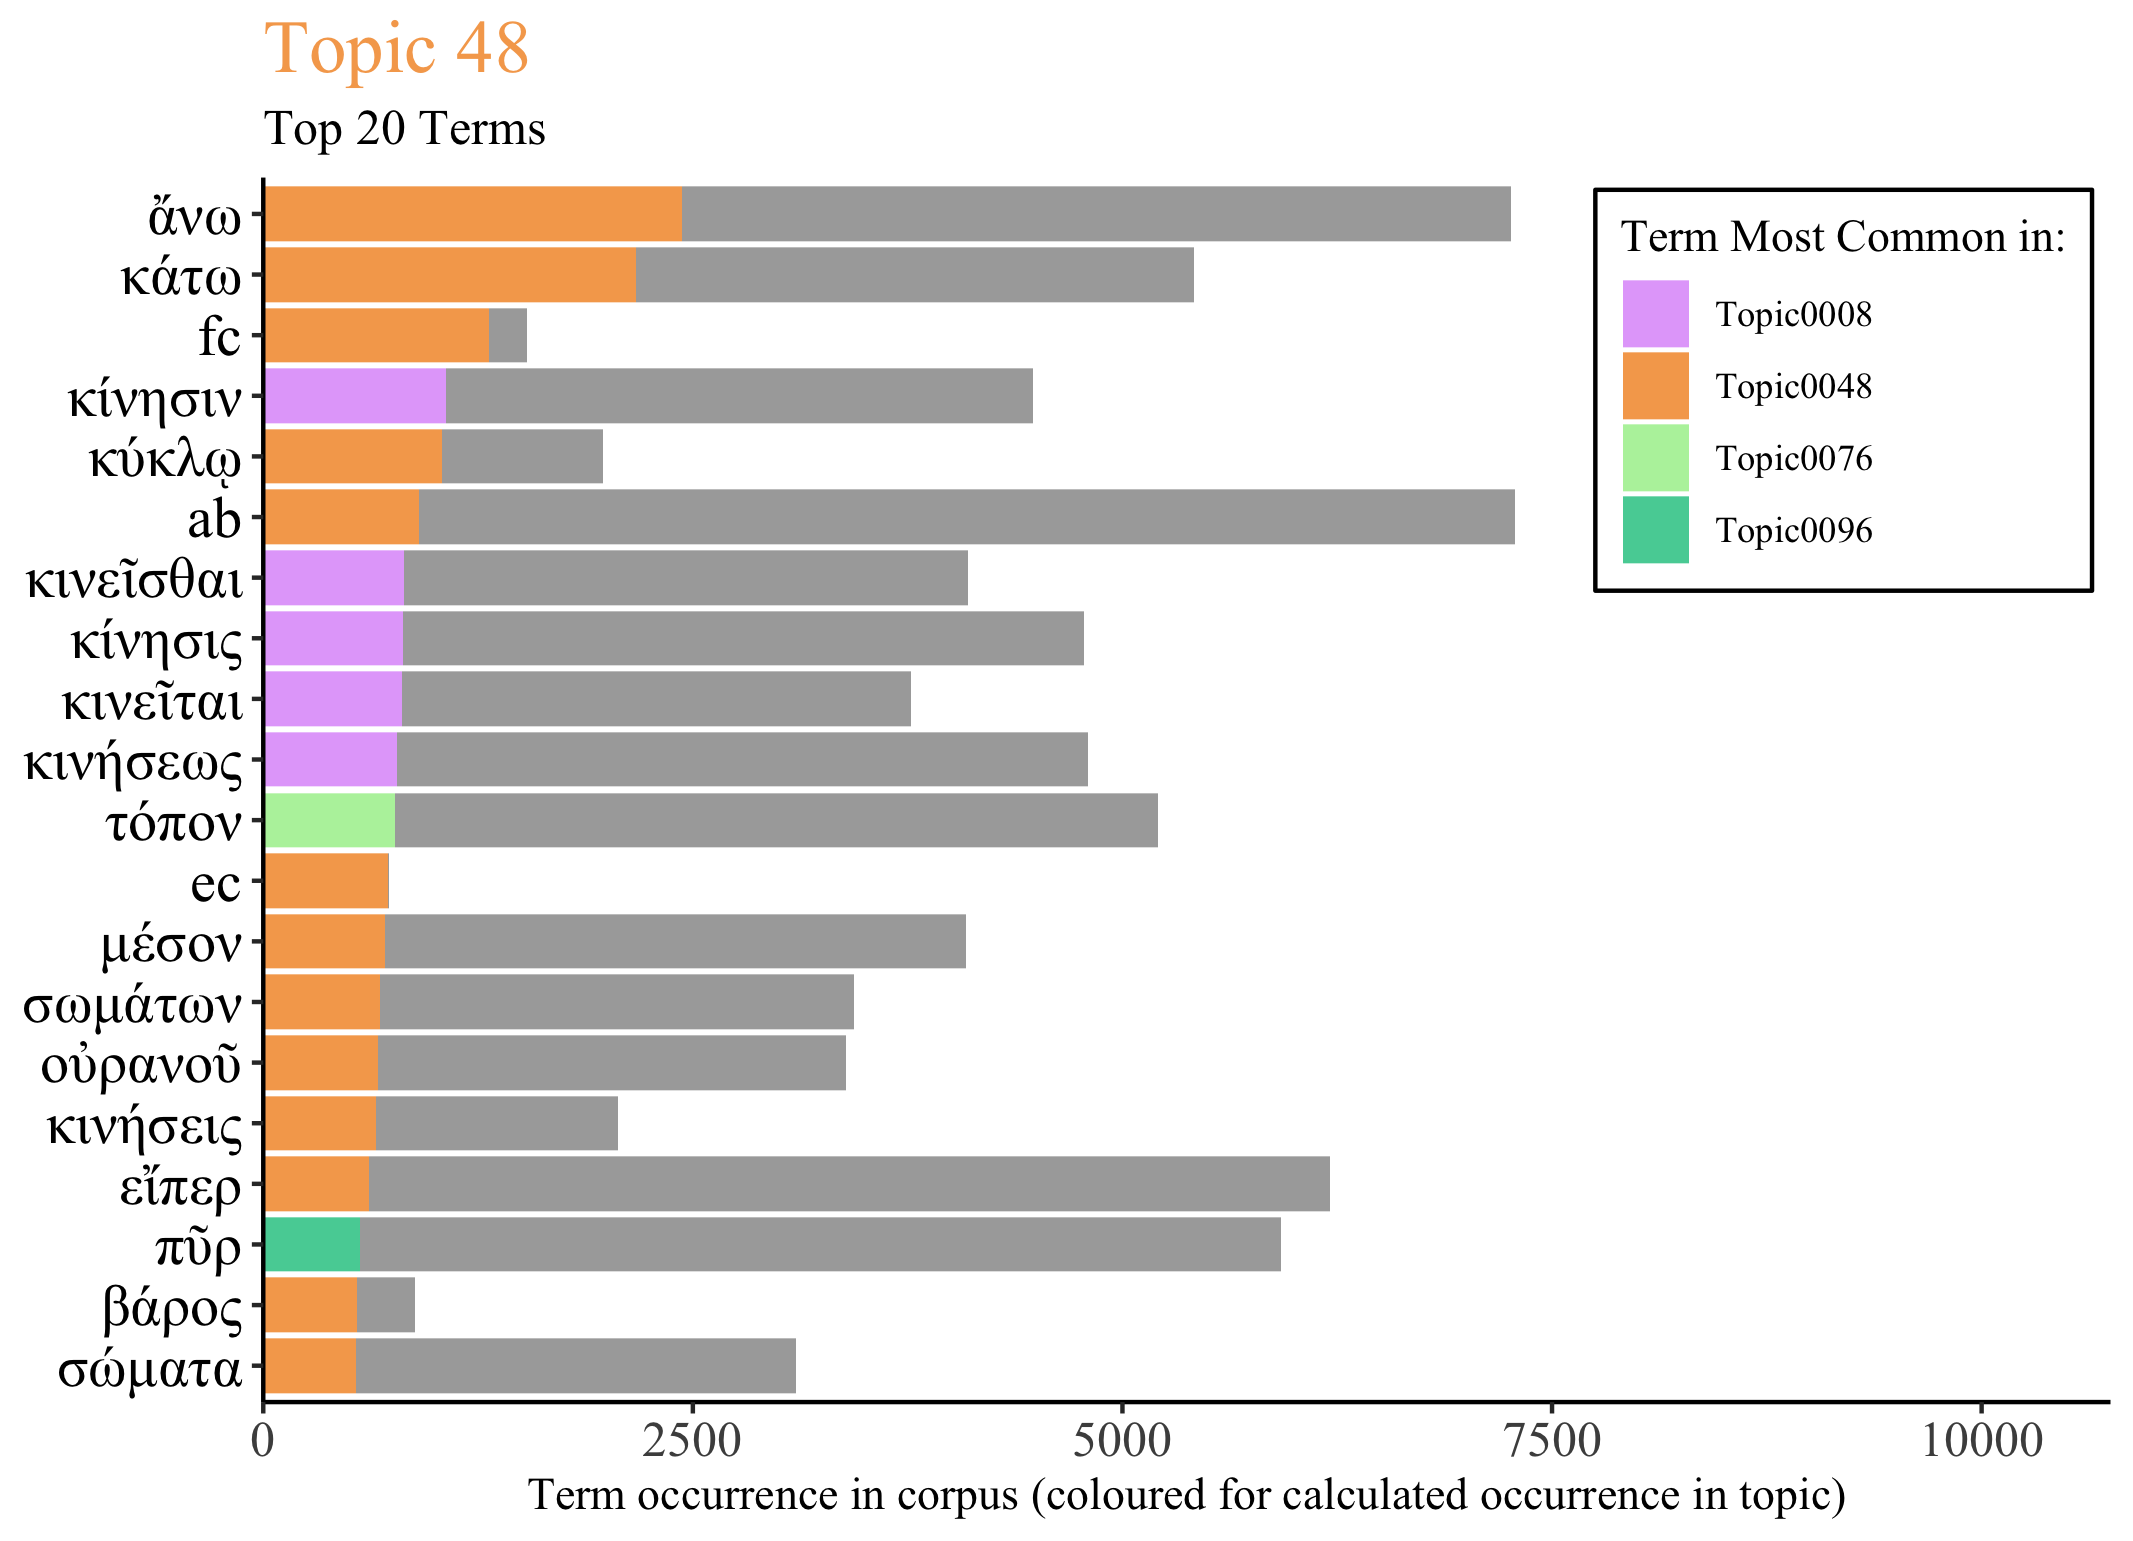 Topic 48
Top 20 Terms
ἄνω
κάτω
fc
κίνησιν
κύκλῳ
ab
κινεῖσθαι
κίνησις
κινεῖται
κινήσεως
τόπον
ec
μέσον
σωμάτων
οὐρανοῦ
κινήσεις
εἴπερ
πῦρ
βάρος
σώματα
0 2500 5000 7500 10000
Term occurrence in corpus (coloured for calculated occurrence in topic)
Term Most Common in:
Topic0008
Topic0048
Topic0076
Topic0096